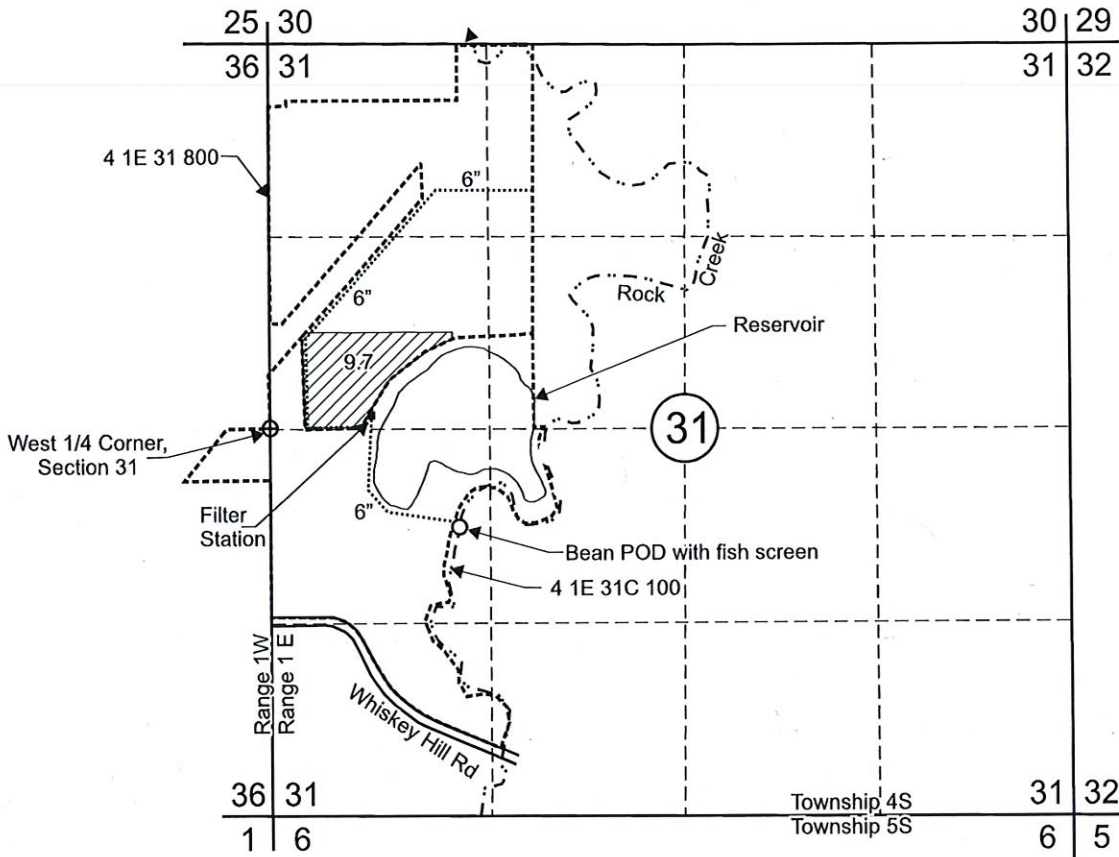 25 30
30 29
36 31
31 32
4 1E 31 800
6"
Creek
6"
Rock
Reservoir
9.7
31
West 1/4 Corner,
Section 31
Filter
Station
6"
Bean POD with fish screen
4 1E 31C 100
Range 1W
Range 1 E
Whiskey Hill Rd
36 31
Township 4S
31 32
1 6
Township 5S
6 5